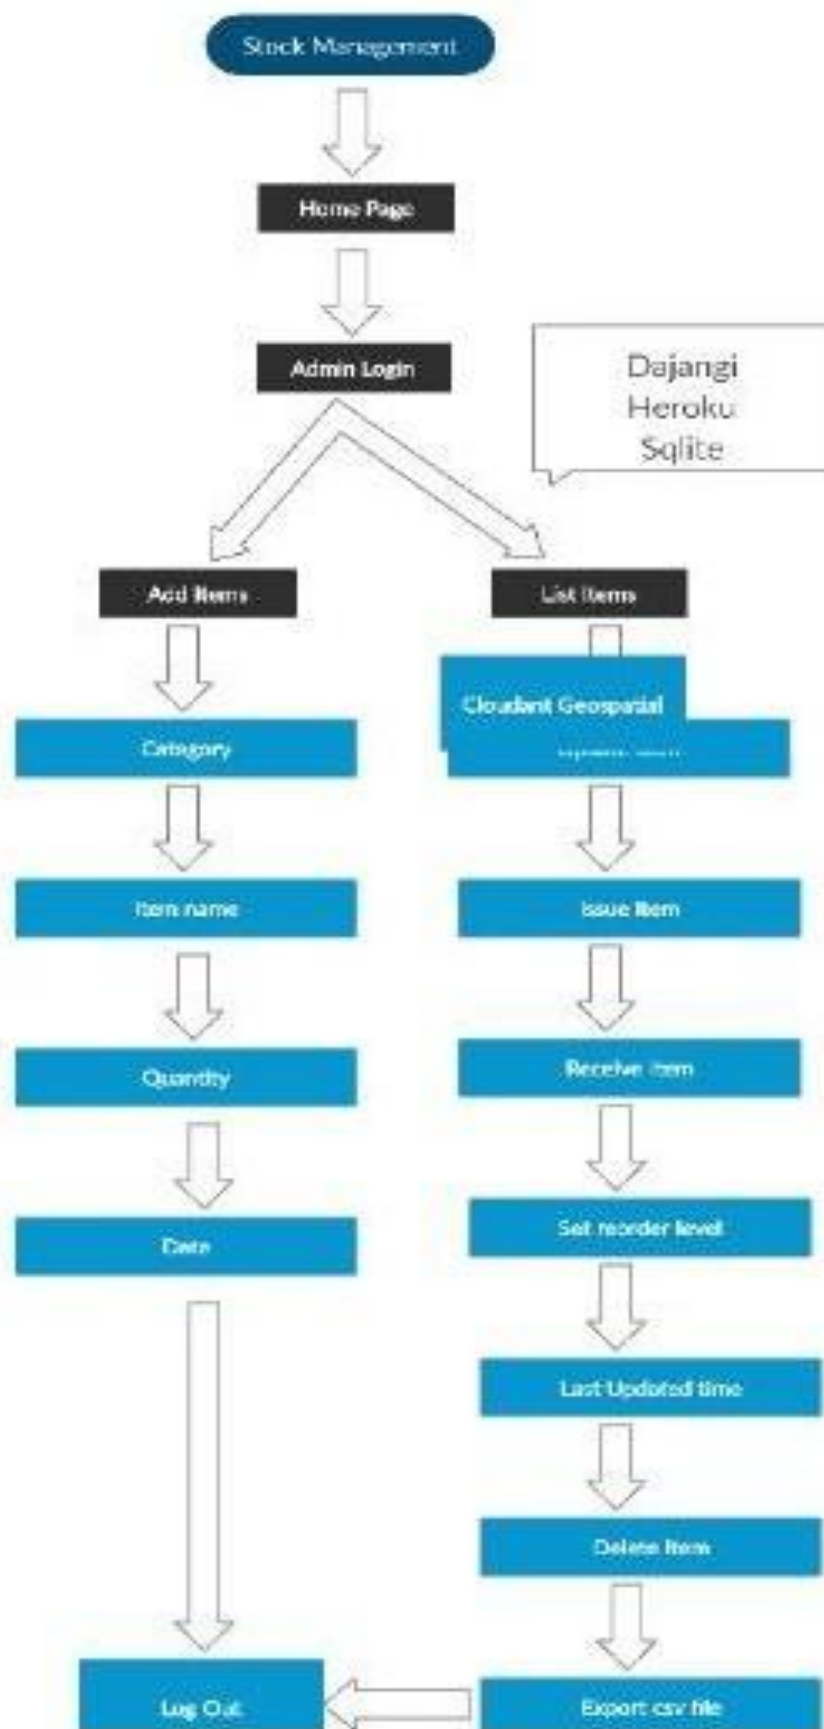 Stock Management
Home Page
Admin Login
Dajangi
Heroku
Sqlite
Add Items
List Items
Cloudant Geospatial
Category
Item name
Issue Item
Quantity
Receive Item
Date
Set reorder level
Last Updated time
Delete Item
Log Out
Export csv file